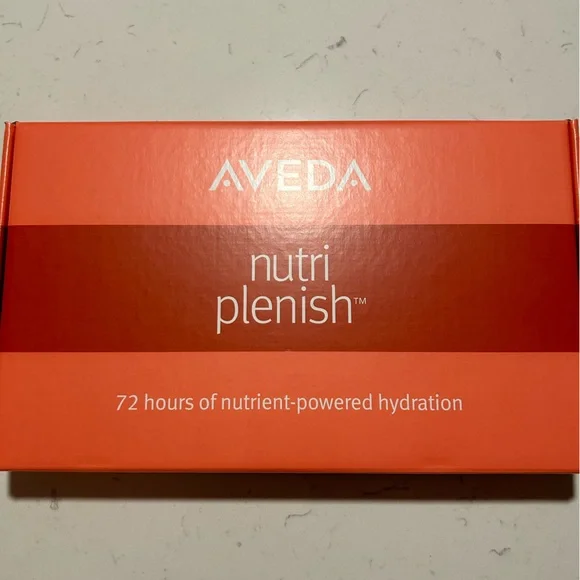 AVEDA
nutri
plenish™
72 hours of nutrient-powered hydration